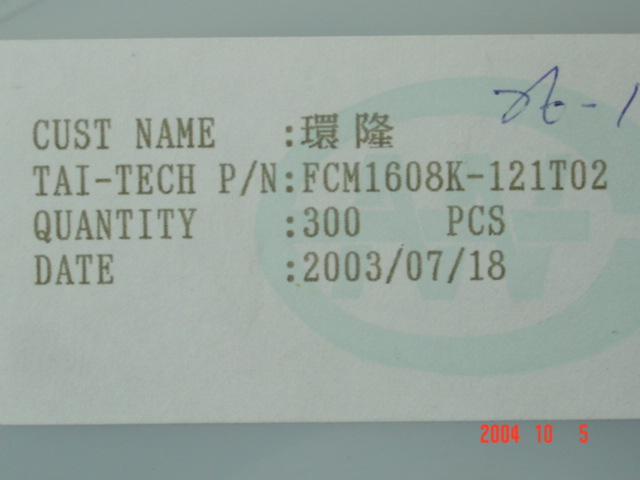 CUST NAME :環隆
TAI-TECH P/N:FCM1608K-121T02
QUANTITY :300 PCS
DATE :2003/07/18
2004 10 5